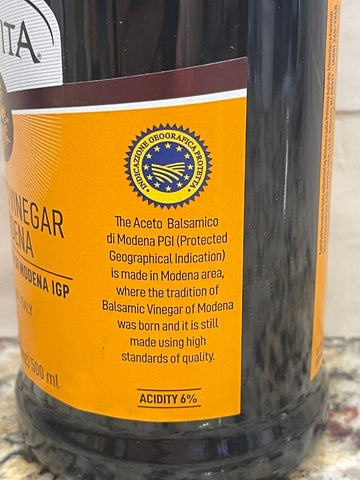 ITA
INDICAZIONE GEOGRAFICA PROTETTA
VINEGAR
ENA
MODENA IGP
ITALY
500 ml
The Aceto Balsamico
di Modena PGI (Protected
Geographical Indication)
is made in Modena area,
where the tradition of
Balsamic Vinegar of Modena
was born and it is still
made using high
standards of quality.
ACIDITY 6%